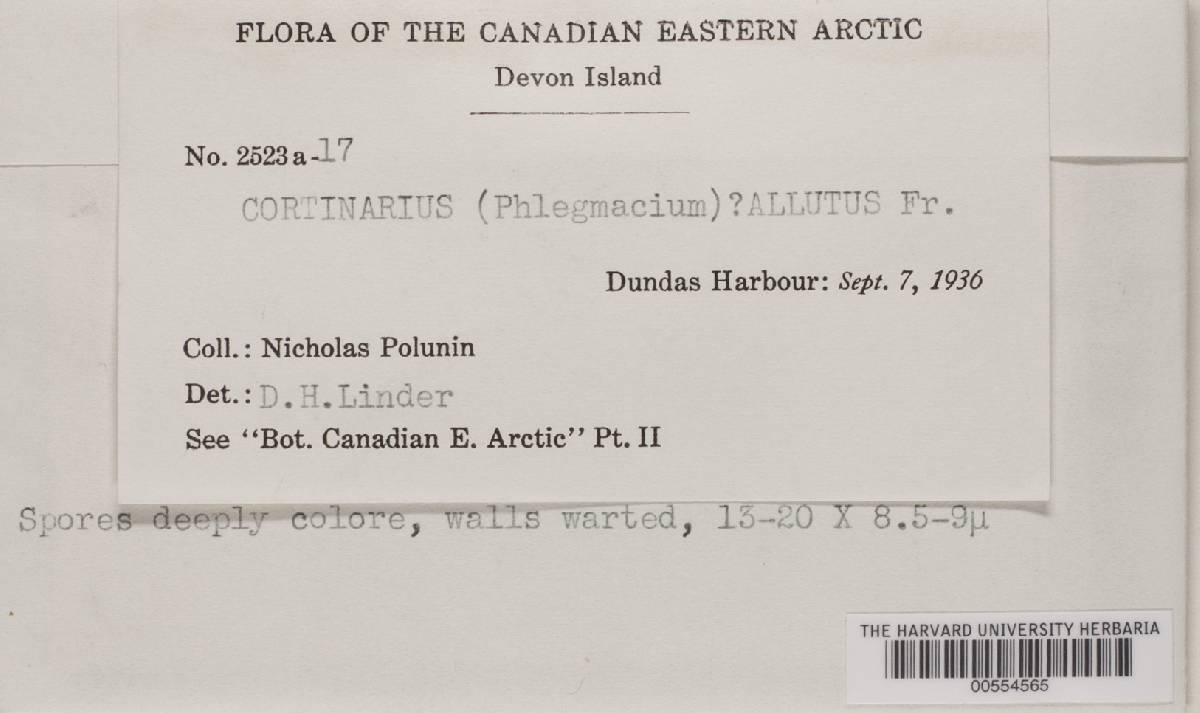 FLORA OF THE CANADIAN EASTERN ARCTIC
Devon Island
No. 2523a-17
CORTINARIUS (Phlegmacium)?ALLUTUS Fr.
Dundas Harbour: Sept. 7, 1936
Coll.: Nicholas Polunin
Det.: D.H.Linder
See “Bot. Canadian E. Arctic” Pt. II
Spores deeply colore, walls warted, 13-20 X 8.5-9µ
THE HARVARD UNIVERSITY HERBARIA
00554565